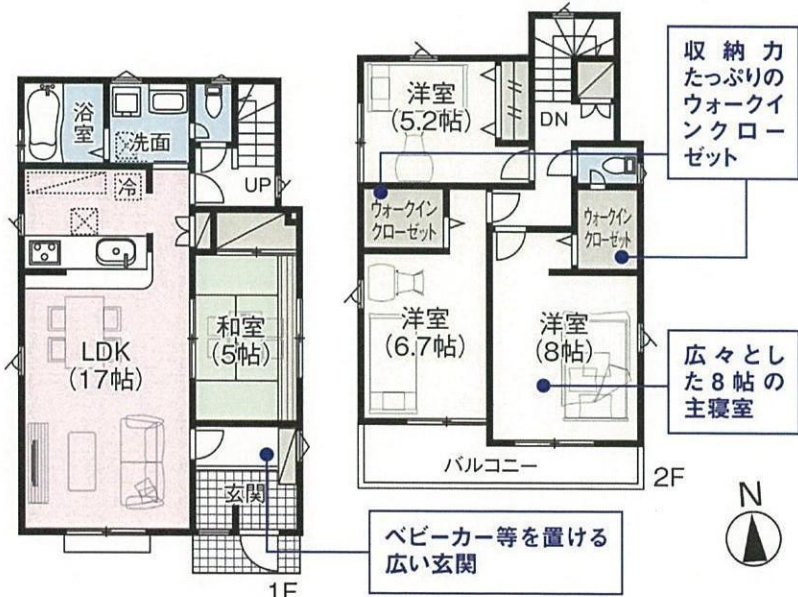 浴室
洗面
冷
UP
LDK
(17帖)
和室
(5帖)
玄関
1F
洋室
(5.2帖)
DN
ウォークイン
クローゼット
ウォークイン
クローゼット
洋室
(6.7帖)
洋室
(8帖)
バルコニー
2F
収納力
たっぷりの
ウォークイ
ンクロー
ゼット
広々とし
た8帖の
主寝室
ベビーカー等を置ける
広い玄関
N